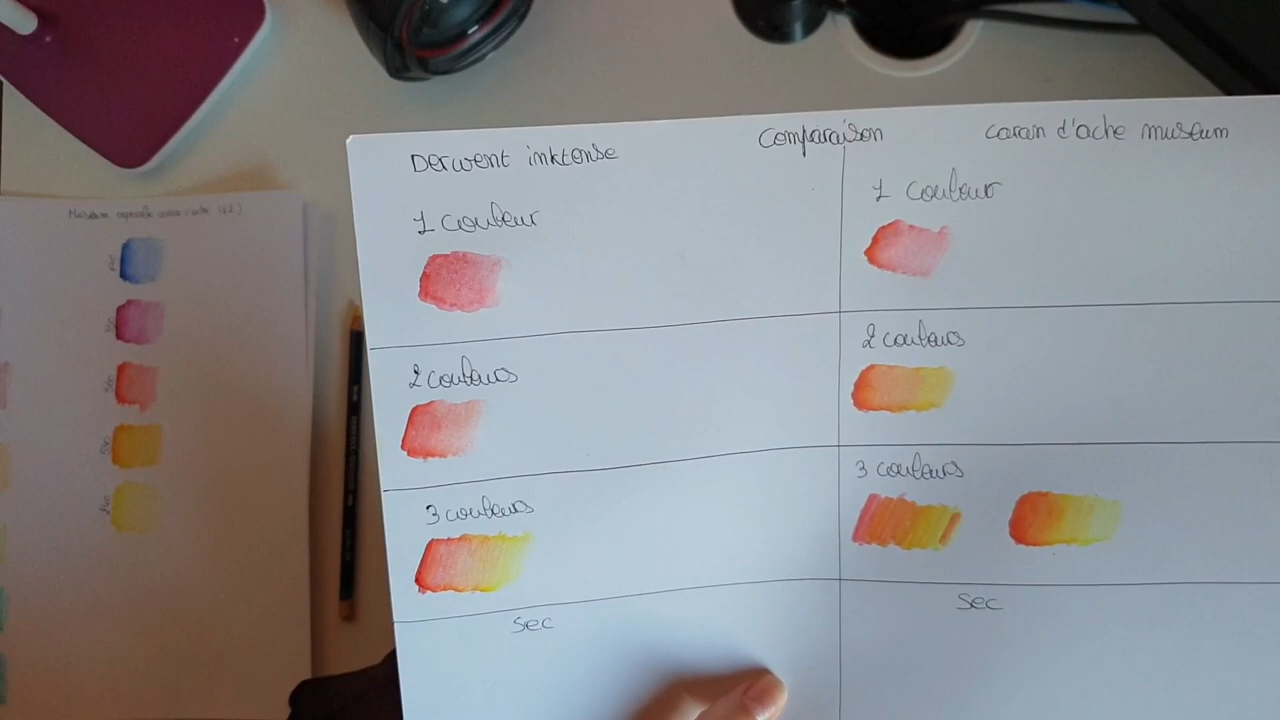 Comparaison
Derwent inktense
caran d'ache museum
1 couleur
1 couleur
2 couleurs
2 couleurs
3 couleurs
3 couleurs
Sec
Sec
Museum